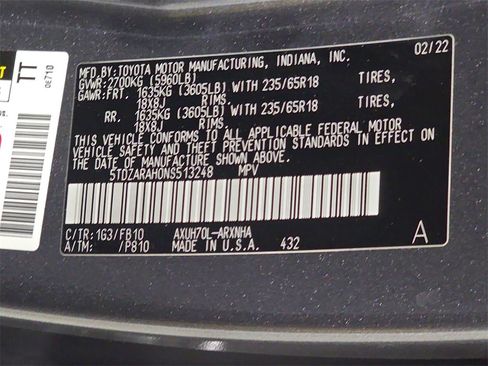 MFD.BY:TOYOTA MOTOR MANUFACTURING, INDIANA, INC. 02/22
GVWR: 2700KG (5960LB)
GAWR:FRT. 1635KG (3605LB) WITH 235/65R18 TIRES,
18X8J RIMS.
RR. 1635KG (3605LB) WITH 235/65R18 TIRES,
18X8J RIMS.
THIS VEHICLE CONFORMS TO ALL APPLICABLE FEDERAL MOTOR
VEHICLE SAFETY AND THEFT PREVENTION STANDARDS IN EFFECT ON
THE DATE OF MANUFACTURE SHOWN ABOVE.
5TDZARAH0NS513248 MPV
C/TR:1G3/FB10 AXUH70L-ARXNHA A
A/TM: /P810 MADE IN U.S.A. 432
TT
0E710